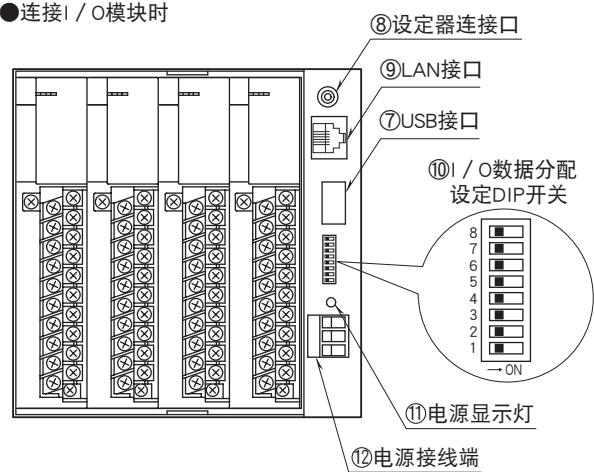 ●连接I / O模块时
⑧设定器连接口
⑨LAN接口
⑦USB接口
⑩I / O数据分配
设定DIP开关
8
7
6
5
4
3
2
1
→ ON
⑪电源显示灯
⑫电源接线端